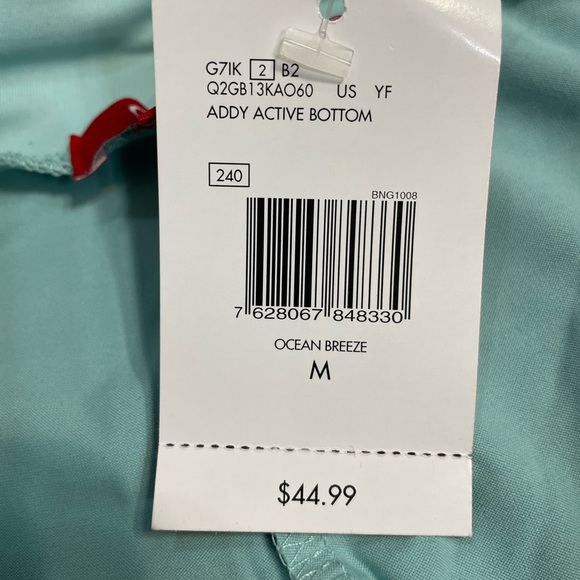 G7IK 2 B2
Q2GB13KAO60 US YF
ADDY ACTIVE BOTTOM
240
BNG1008
7 628067 848330
OCEAN BREEZE
M
$44.99